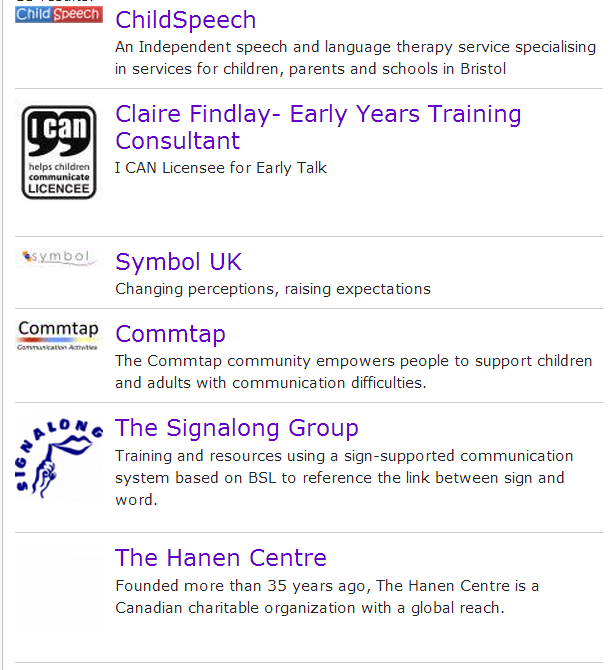 Child Speech
ChildSpeech
An Independent speech and language therapy service specialising
in services for children, parents and schools in Bristol
I can
helps children
communicate
LICENCEE
Claire Findlay- Early Years Training
Consultant
I CAN Licensee for Early Talk
symbol
Symbol UK
Changing perceptions, raising expectations
Commtap
Communication Activities
Commtap
The Commtap community empowers people to support children
and adults with communication difficulties.
SIGNALONG
The Signalong Group
Training and resources using a sign-supported communication
system based on BSL to reference the link between sign and
word.
The Hanen Centre
Founded more than 35 years ago, The Hanen Centre is a
Canadian charitable organization with a global reach.